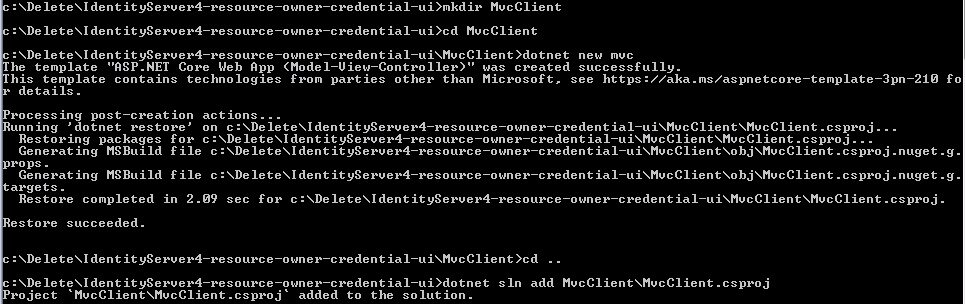 c:\Delete\IdentityServer4-resource-owner-credential-ui>mkdir MvcClient
c:\Delete\IdentityServer4-resource-owner-credential-ui>cd MvcClient
c:\Delete\IdentityServer4-resource-owner-credential-ui\MvcClient>dotnet new mvc
The template "ASP.NET Core Web App (Model-View-Controller)" was created successfully.
This template contains technologies from parties other than Microsoft, see https://aka.ms/aspnetcore-template-3pn-210 fo
r details.
Processing post-creation actions...
Running 'dotnet restore' on c:\Delete\IdentityServer4-resource-owner-credential-ui\MvcClient\MvcClient.csproj...
  Restoring packages for c:\Delete\IdentityServer4-resource-owner-credential-ui\MvcClient\MvcClient.csproj...
  Generating MSBuild file c:\Delete\IdentityServer4-resource-owner-credential-ui\MvcClient\obj\MvcClient.csproj.nuget.g.
props.
  Generating MSBuild file c:\Delete\IdentityServer4-resource-owner-credential-ui\MvcClient\obj\MvcClient.csproj.nuget.g.
targets.
  Restore completed in 2.09 sec for c:\Delete\IdentityServer4-resource-owner-credential-ui\MvcClient\MvcClient.csproj.
Restore succeeded.
c:\Delete\IdentityServer4-resource-owner-credential-ui\MvcClient>cd ..
c:\Delete\IdentityServer4-resource-owner-credential-ui>dotnet sln add MvcClient\MvcClient.csproj
Project `MvcClient\MvcClient.csproj` added to the solution.